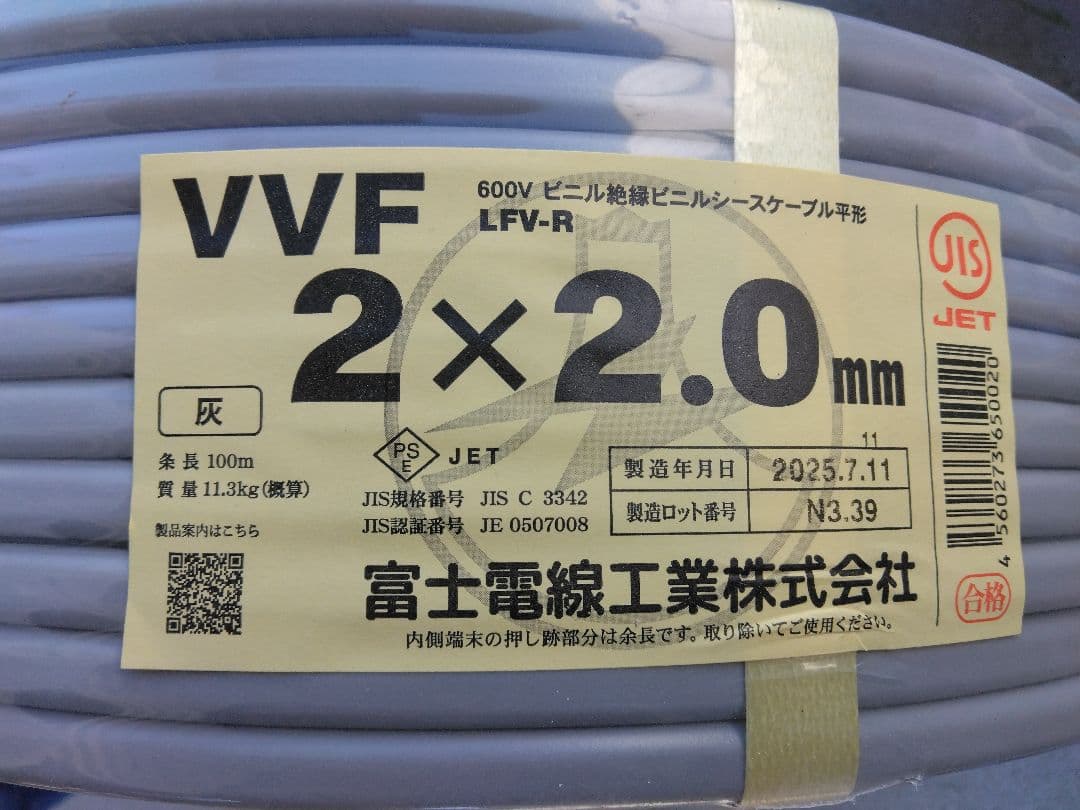 VVF
600V ビニル絶縁ビニルシースケーブル平形
LFV-R
2×2.0mm
JIS
JET
灰
条長 100m
質量 11.3kg(概算)
製品案内はこちら
PS
E
JET
JIS規格番号 JIS C 3342
JIS認証番号 JE 0507008
11
製造年月日 2025.7.11
製造ロット番号 N3.39
富士電線工業株式会社
内側端末の押し跡部分は余長です。取り除いてご使用ください。
4560273650020
合格